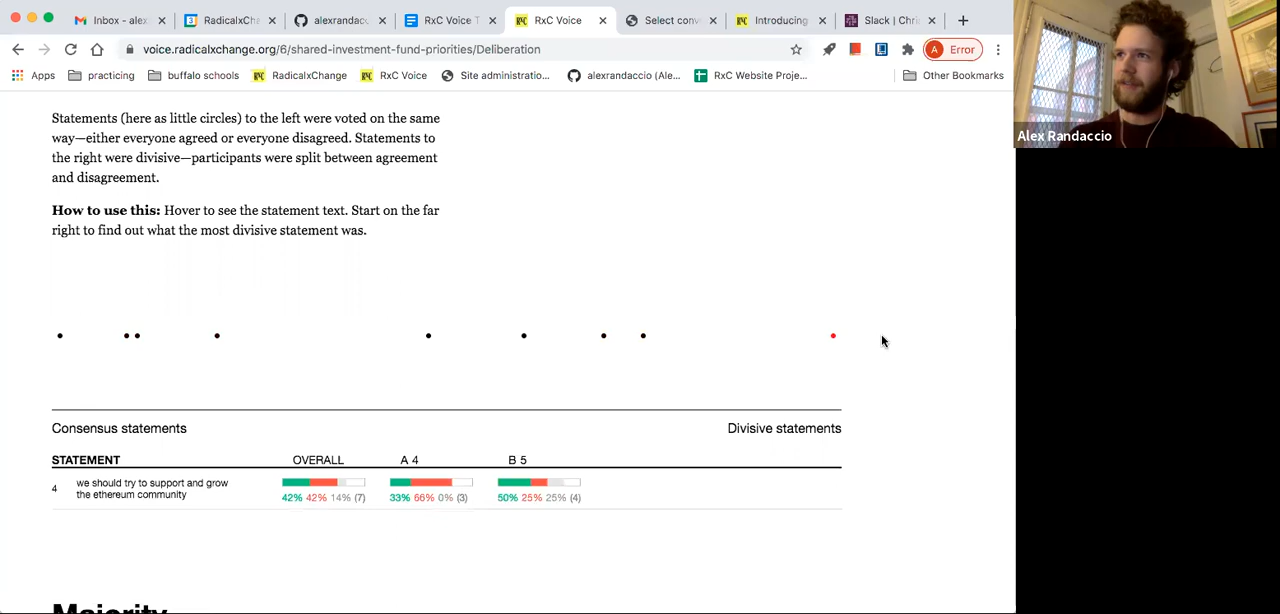 Inbox - alex
RadicalxCh
alexrandacc
RxC Voice T
RxC Voice
Select conv
Introducing
Slack | Chri
voice.radicalxchange.org/6/shared-investment-fund-priorities/Deliberation
A Error
Apps
practicing
buffalo schools
RadicalxChange
RxC Voice
Site administratio...
alexrandaccio (Ale...
RxC Website Proje...
Other Bookmarks
Alex Randaccio
Statements (here as little circles) to the left were voted on the same
way—either everyone agreed or everyone disagreed. Statements to
the right were divisive—participants were split between agreement
and disagreement.
How to use this: Hover to see the statement text. Start on the far
right to find out what the most divisive statement was.
Consensus statements
Divisive statements
STATEMENT OVERALL A 4 B 5
4 we should try to support and grow
the ethereum community
42% 42% 14% (7) 33% 66% 0% (3) 50% 25% 25% (4)
Majority